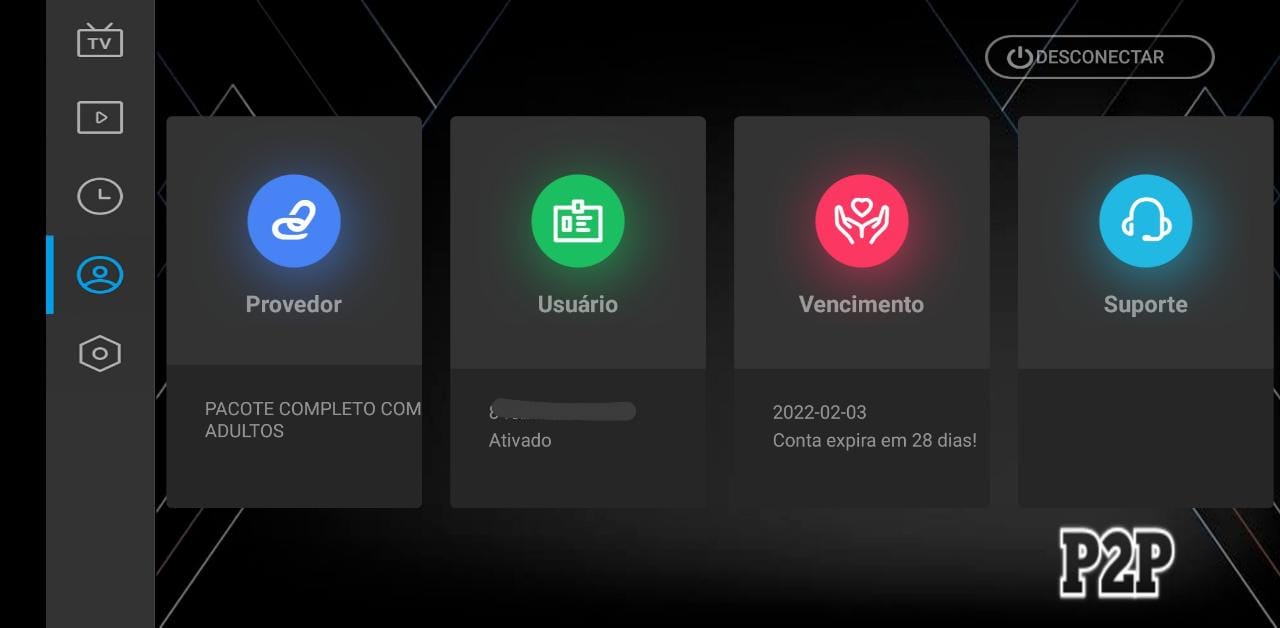 TV
DESCONECTAR
Provedor
Usuário
Vencimento
Suporte
PACOTE COMPLETO COM
ADULTOS
Ativado
2022-02-03
Conta expira em 28 dias!
P2P